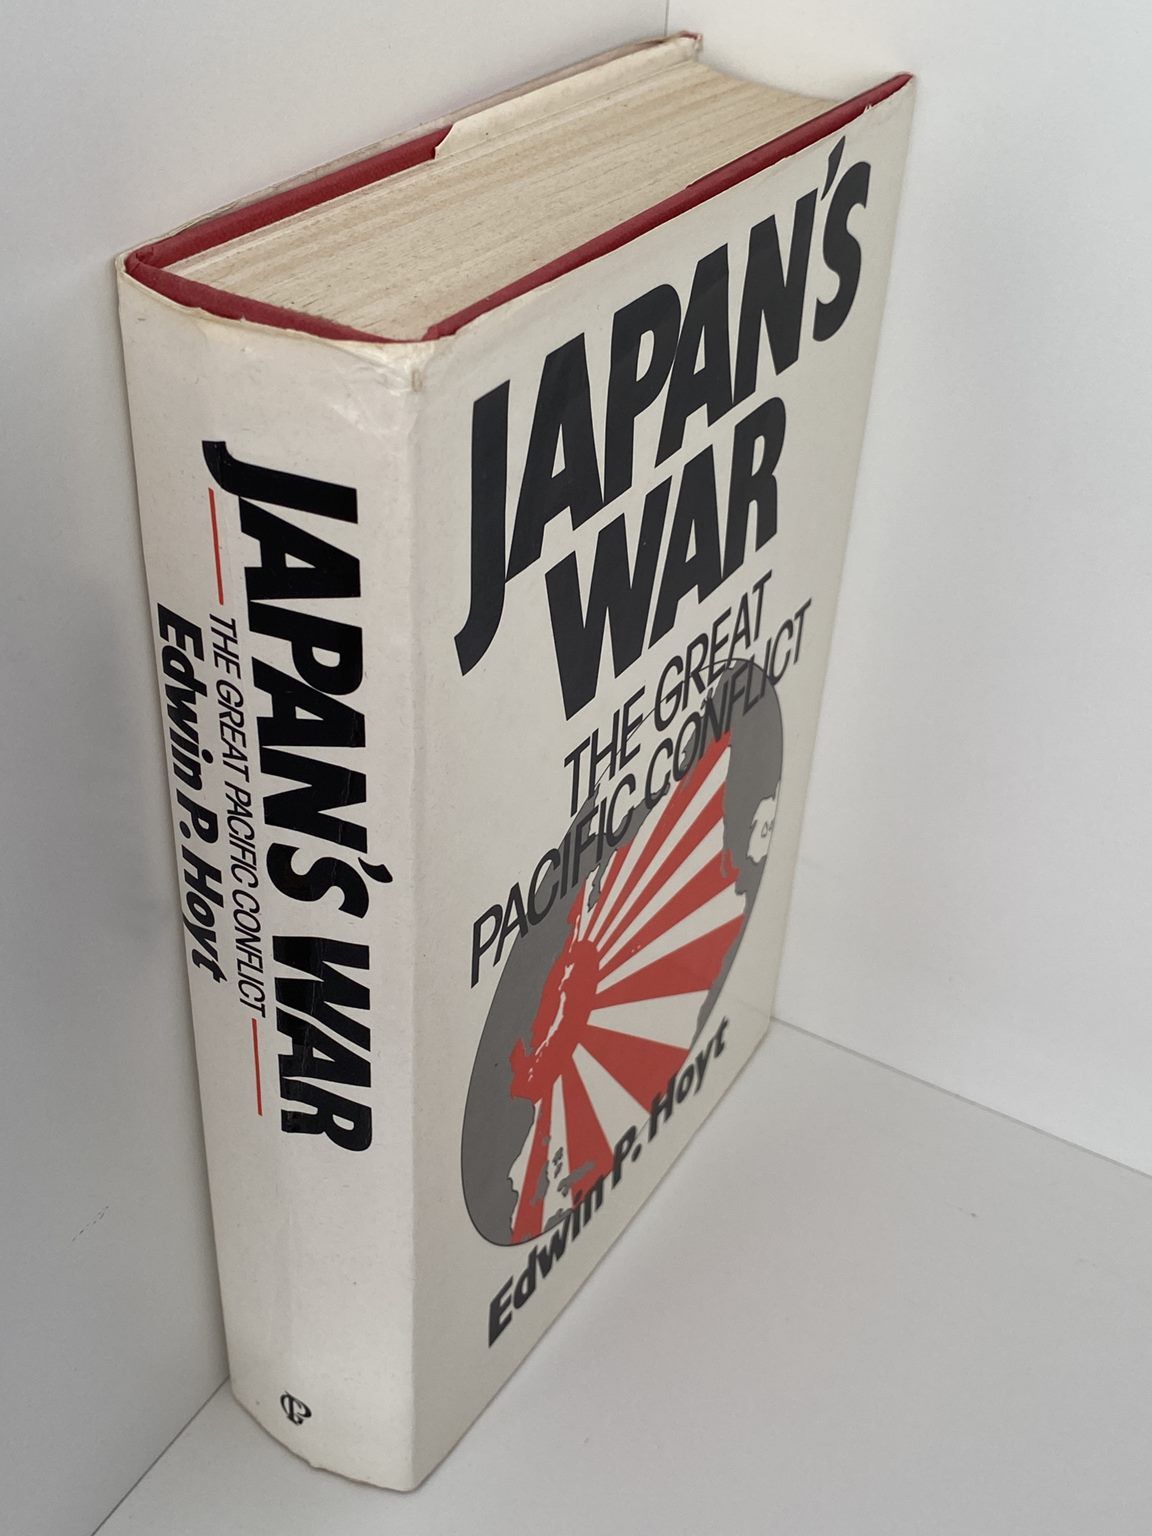 JAPAN'S WAR
THE GREAT PACIFIC CONFLICT
Edwin P. Hoyt
JAPAN'S
WAR
THE GREAT
PACIFIC CONFLICT
Edwin P. Hoyt